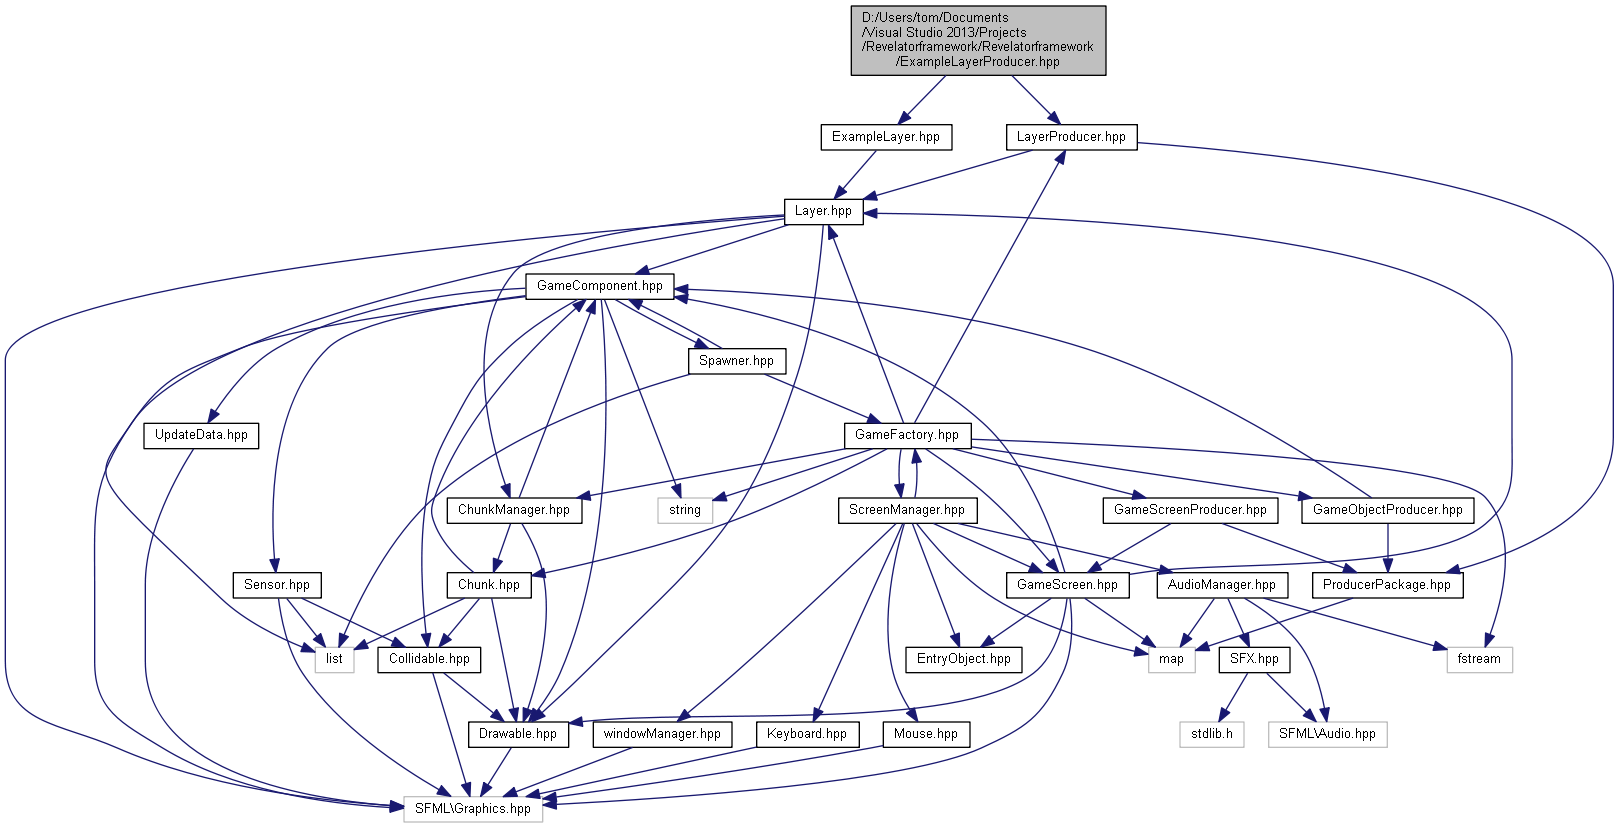 D:/Users/tom/Documents
/Visual Studio 2013/Projects
/Revelatorframework/Revelatorframework
/ExampleLayerProducer.hpp
ExampleLayer.hpp
LayerProducer.hpp
Layer.hpp
GameComponent.hpp
Spawner.hpp
UpdateData.hpp
GameFactory.hpp
ChunkManager.hpp
string
ScreenManager.hpp
GameScreenProducer.hpp
GameObjectProducer.hpp
Sensor.hpp
Chunk.hpp
GameScreen.hpp
AudioManager.hpp
ProducerPackage.hpp
list
Collidable.hpp
EntryObject.hpp
map
SFX.hpp
fstream
Drawable.hpp
windowManager.hpp
Keyboard.hpp
Mouse.hpp
stdlib.h
SFML\Audio.hpp
SFML\Graphics.hpp